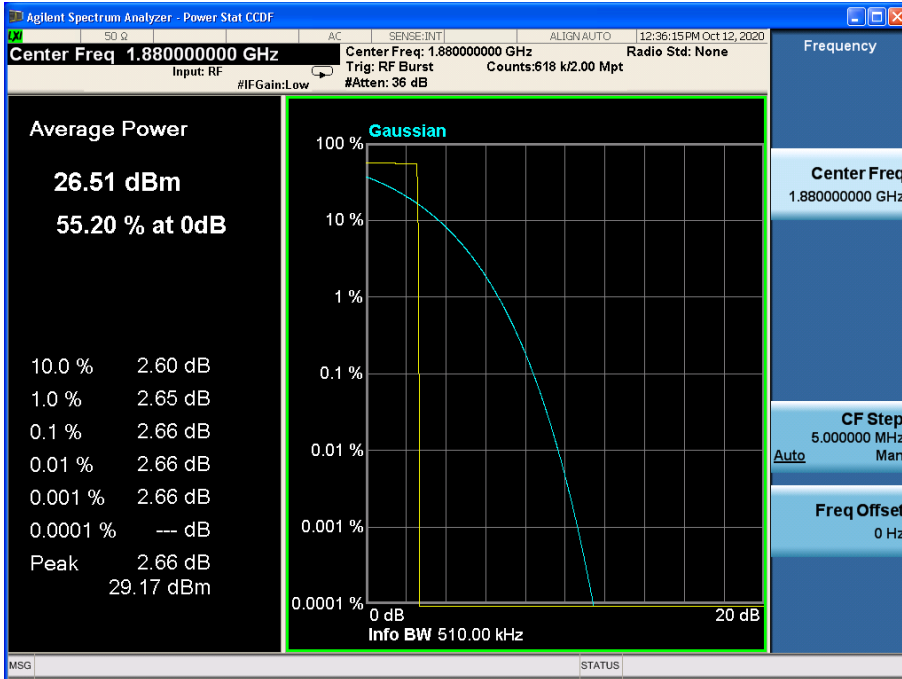 Agilent Spectrum Analyzer - Power Stat CCDF
LXI 50 Ω AC SENSE:INT ALIGN AUTO 12:36:15 PM Oct 12, 2020
Center Freq 1.880000000 GHz
Input: RF
#IFGain:Low
Center Freq: 1.880000000 GHz
Radio Std: None
Trig: RF Burst
Counts:618 k/2.00 Mpt
#Atten: 36 dB
Frequency
Average Power
26.51 dBm
55.20 % at 0dB
10.0 % 2.60 dB
1.0 % 2.65 dB
0.1 % 2.66 dB
0.01 % 2.66 dB
0.001 % 2.66 dB
0.0001 % --- dB
Peak 2.66 dB
29.17 dBm
Gaussian
100 %
10 %
1 %
0.1 %
0.01 %
0.001 %
0.0001 %
0 dB 20 dB
Info BW 510.00 kHz
Center Freq
1.880000000 GHz
CF Step
5.000000 MHz
Auto Man
Freq Offset
0 Hz
MSG STATUS